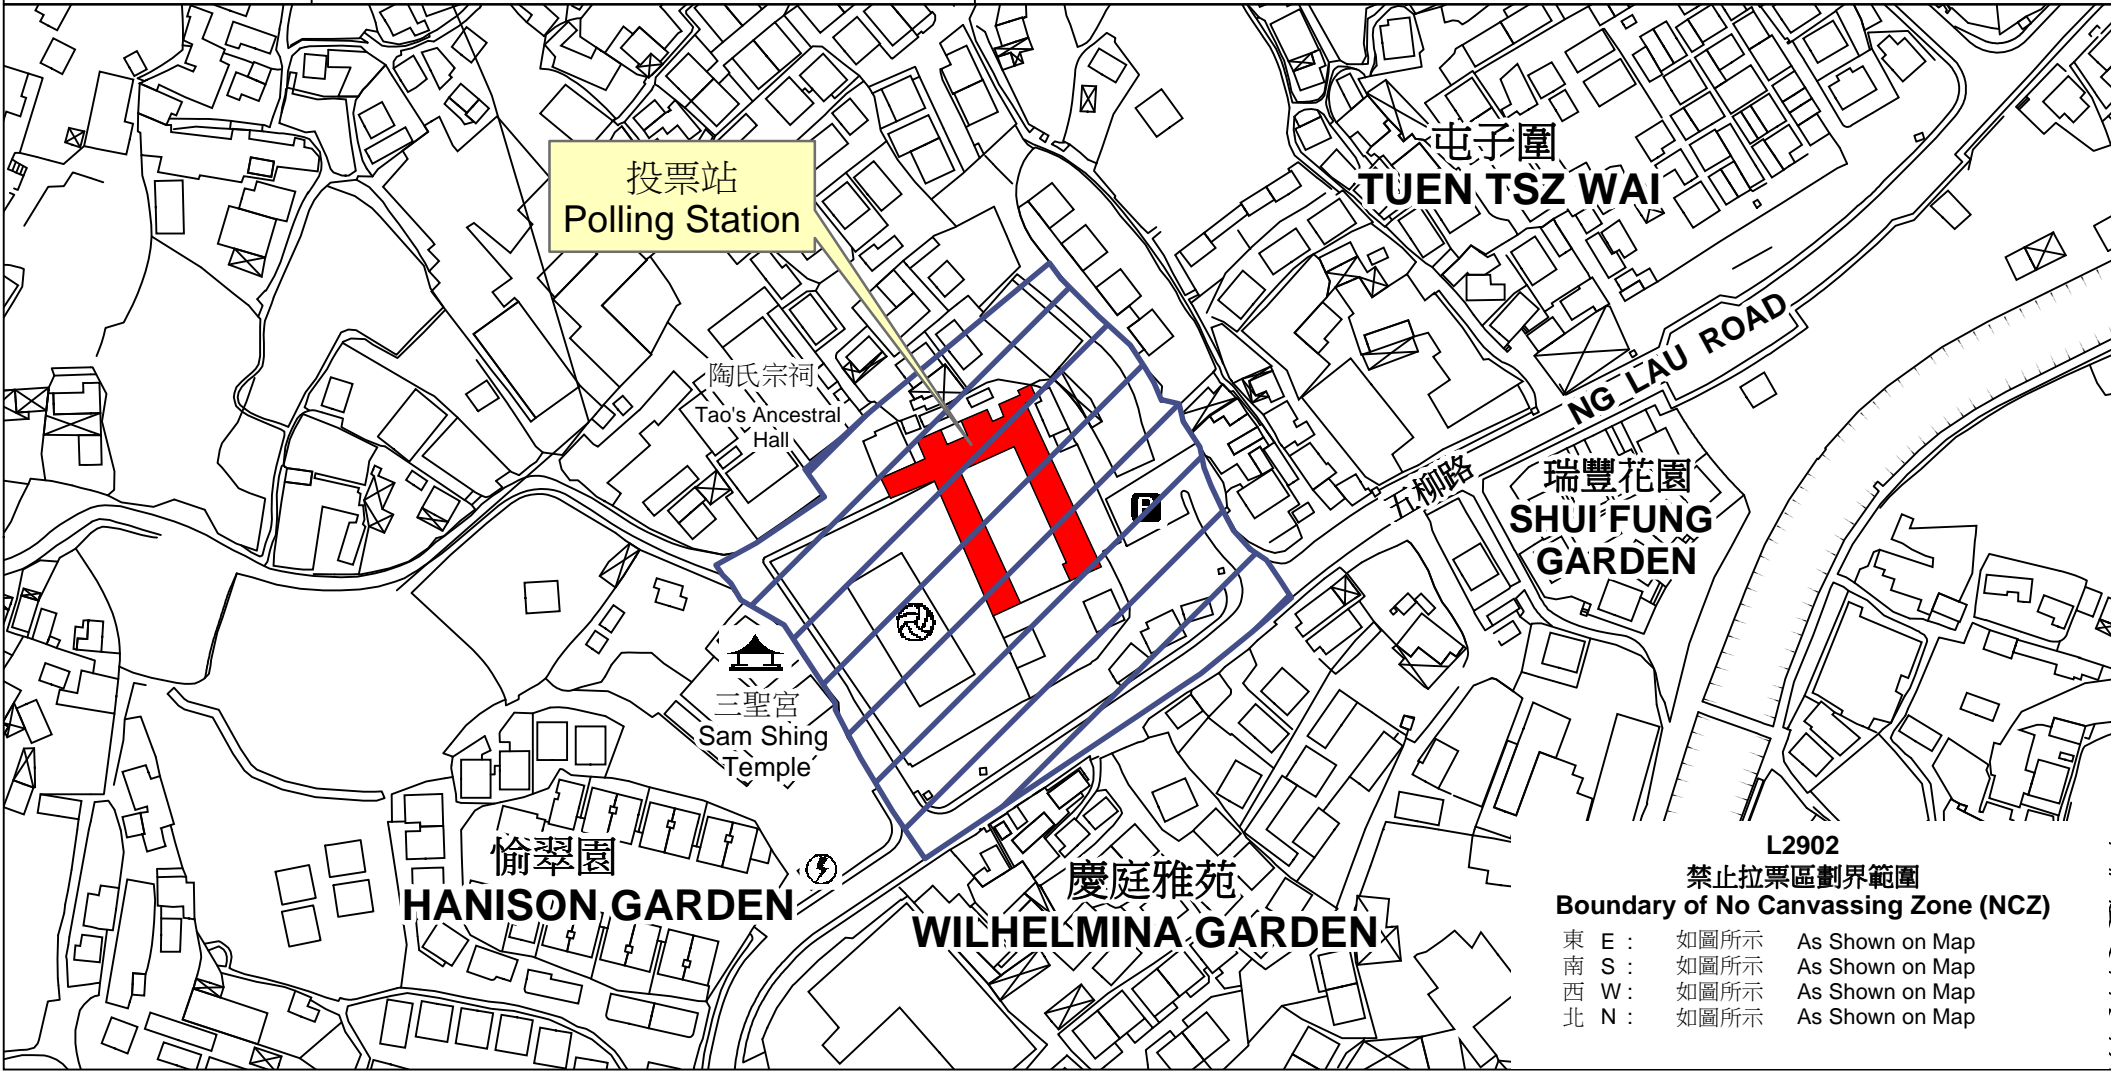 投票站
Polling Station
屯子圍
TUEN TSZ WAI
NG LAU ROAD
五柳路
陶氏宗祠
Tao's Ancestral
Hall
瑞豐花園
SHUI FUNG
GARDEN
三聖宮
Sam Shing
Temple
愉翠園
HANISON GARDEN
慶庭雅苑
WILHELMINA GARDEN
L2902
禁止拉票區劃界範圍
Boundary of No Canvassing Zone (NCZ)
東 E : 如圖所示 As Shown on Map
南 S : 如圖所示 As Shown on Map
西 W : 如圖所示 As Shown on Map
北 N : 如圖所示 As Shown on Map